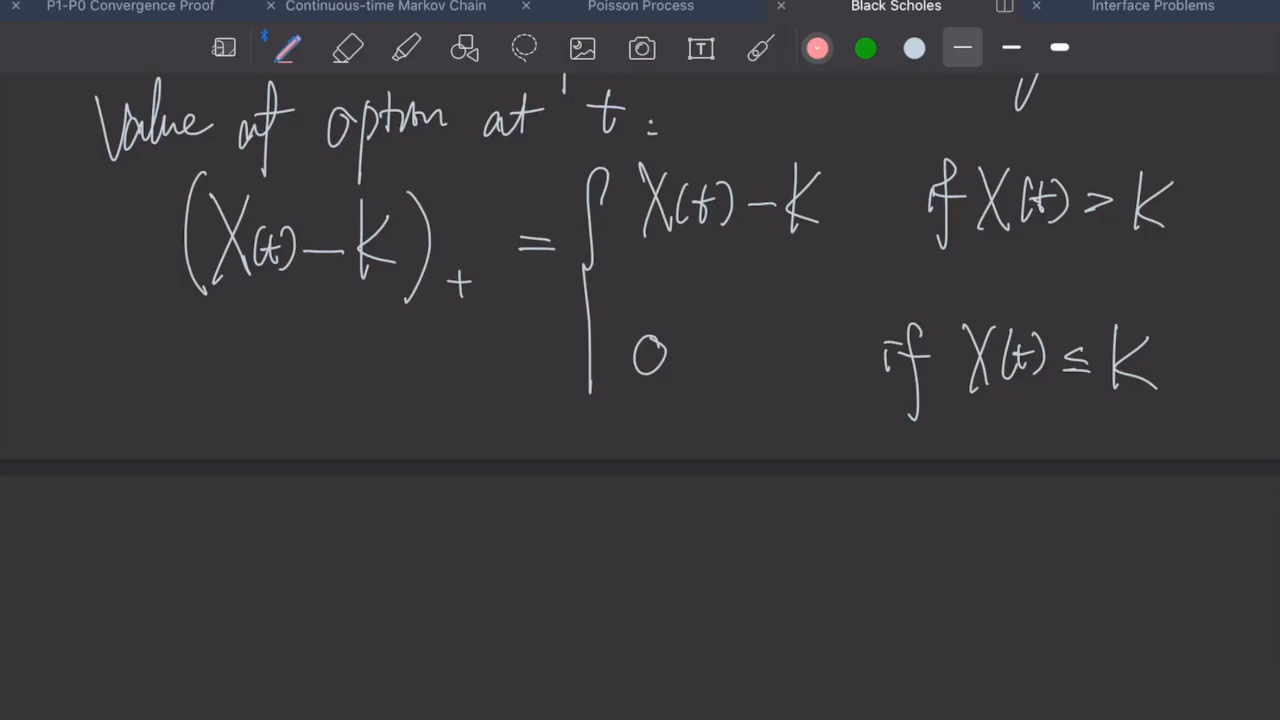 P1-P0 Convergence Proof Continuous-time Markov Chain Poisson Process Black Scholes Interface Problems
Value of option at t:
(X(t) - K)+ = { X(t) - K if X(t) > K
0 if X(t) ≤ K